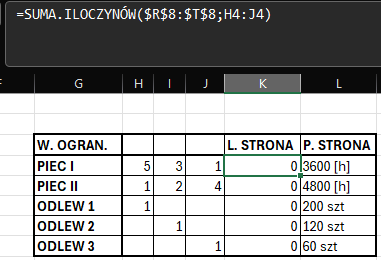 =SUMA.ILOCZYNÓW($R$8:$T$8;H4:J4)
G H I J K L
W. OGRAN. L. STRONA P. STRONA
PIEC I 5 3 1 0 3600 [h]
PIEC II 1 2 4 0 4800 [h]
ODLEW 1 1 0 200 szt
ODLEW 2 1 0 120 szt
ODLEW 3 1 0 60 szt